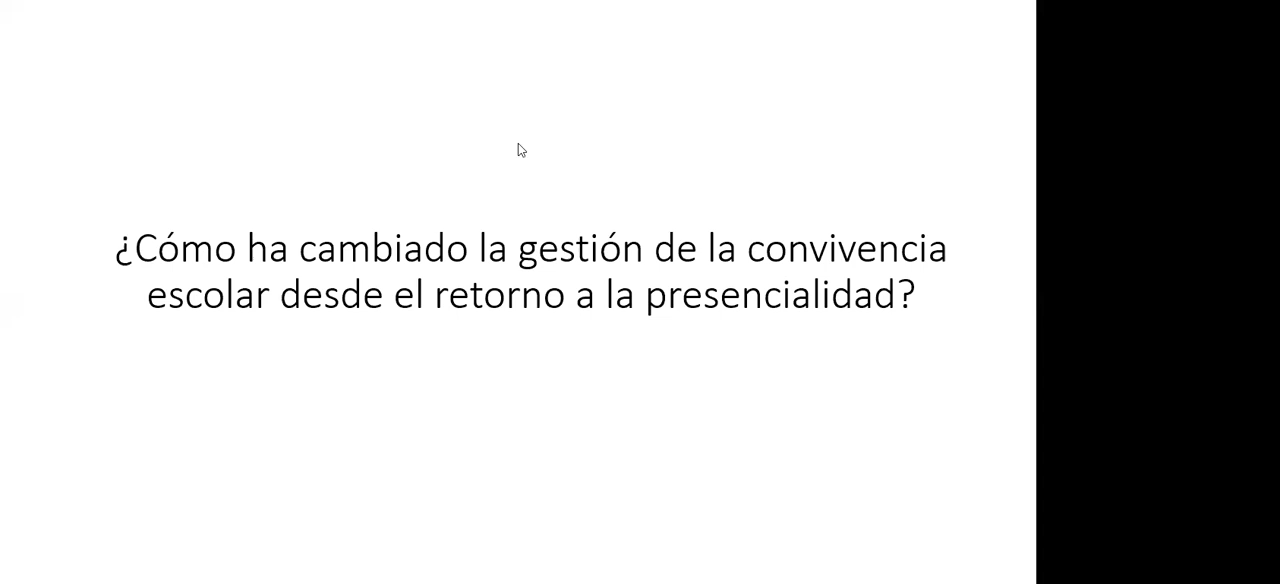 ¿Cómo ha cambiado la gestión de la convivencia
escolar desde el retorno a la presencialidad?